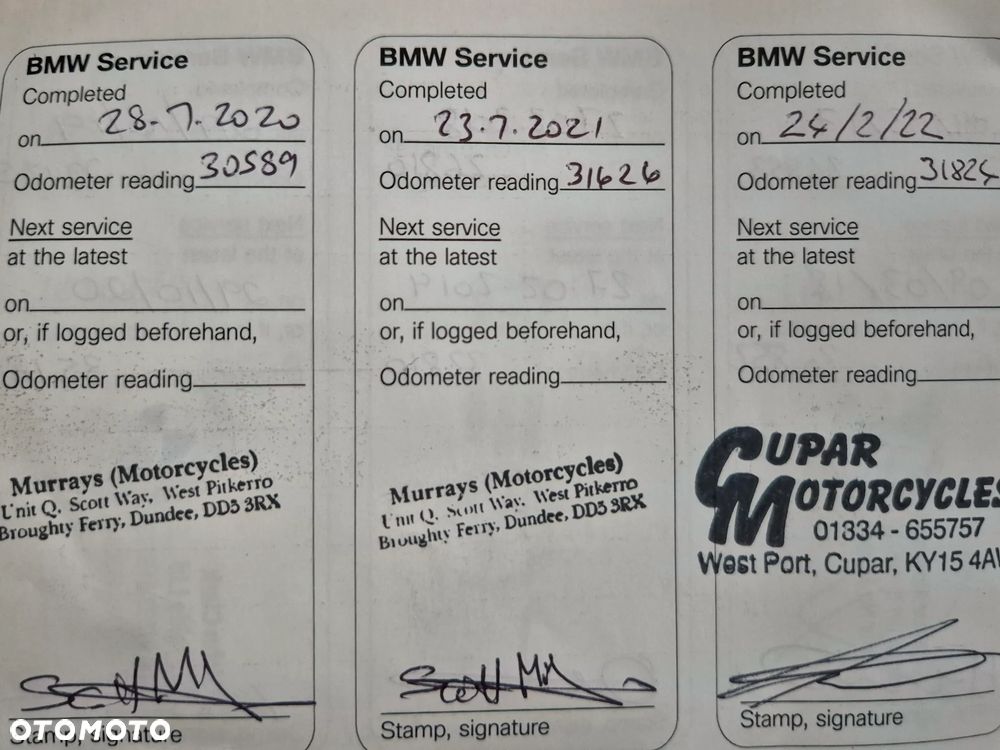 BMW Service
Completed
on 28.7.2020
Odometer reading 30589
Next service
at the latest
on
or, if logged beforehand,
Odometer reading
Murrays (Motorcycles)
Unit Q. Scott Way, West Pitkerro
Broughty Ferry, Dundee, DD5 3RX
Stamp, signature
BMW Service
Completed
on 23.7.2021
Odometer reading 31626
Next service
at the latest
on
or, if logged beforehand,
Odometer reading
Murrays (Motorcycles)
Unit Q. Scott Way, West Pitkerro
Broughty Ferry, Dundee, DD5 3RX
Stamp, signature
BMW Service
Completed
on 24/2/22
Odometer reading 31824
Next service
at the latest
on
or, if logged beforehand,
Odometer reading
CUPAR
MOTORCYCLES
01334 - 655757
West Port, Cupar, KY15 4A
Stamp, signature
OTOMOTO